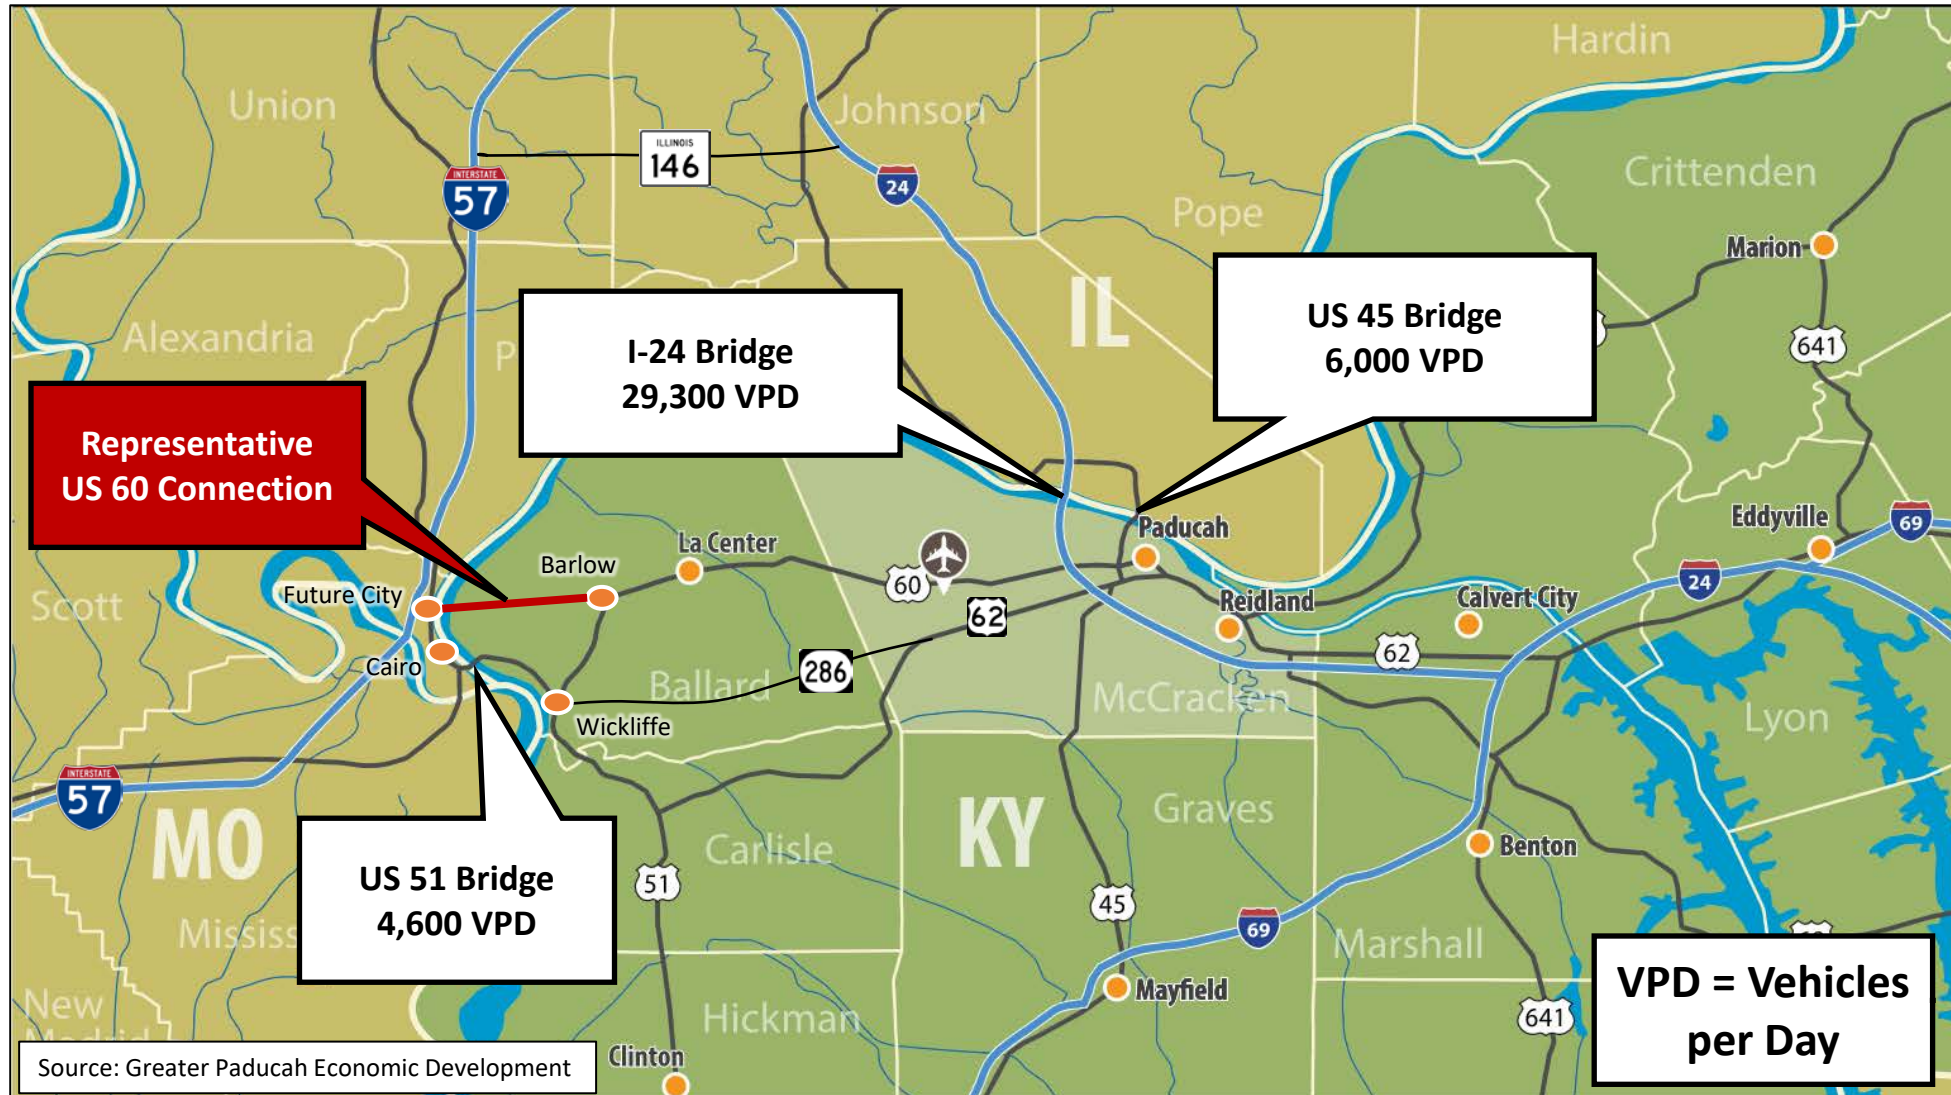 Union
Johnson
Hardin
ILLINOIS
146
INTERSTATE
57
24
Pope
Crittenden
Marion
Alexandria
IL
641
I-24 Bridge
29,300 VPD
US 45 Bridge
6,000 VPD
Representative
US 60 Connection
La Center
Paducah
Eddyville
69
Barlow
60
24
Scott
Future City
62
Reidland
Calvert City
Cairo
286
62
Ballard
McCracken
Lyon
Wickliffe
INTERSTATE
57
MO
KY
Graves
Carlisle
Benton
US 51 Bridge
4,600 VPD
51
45
69
Marshall
VPD = Vehicles
per Day
Mayfield
New
Hickman
641
Clinton
Source: Greater Paducah Economic Development